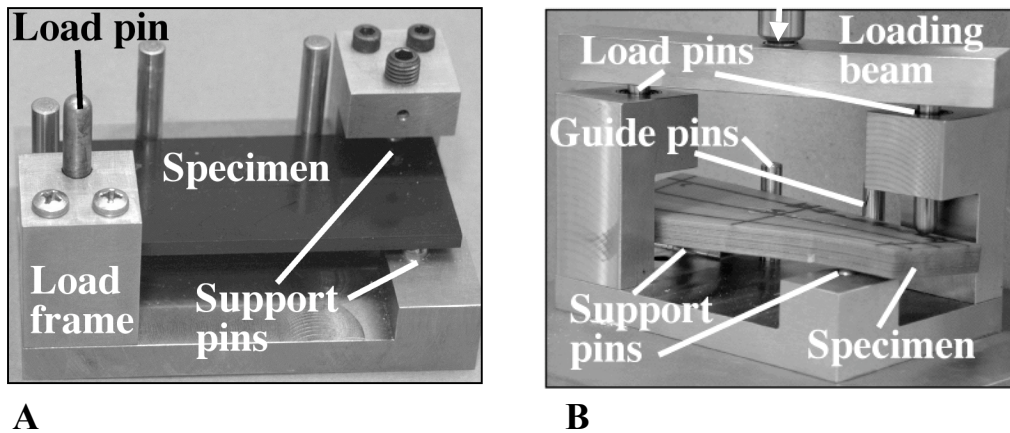 Load pin
Specimen
Load
frame
Support
pins
A
Loading
beam
Load pins
Guide pins
Support
pins
Specimen
B